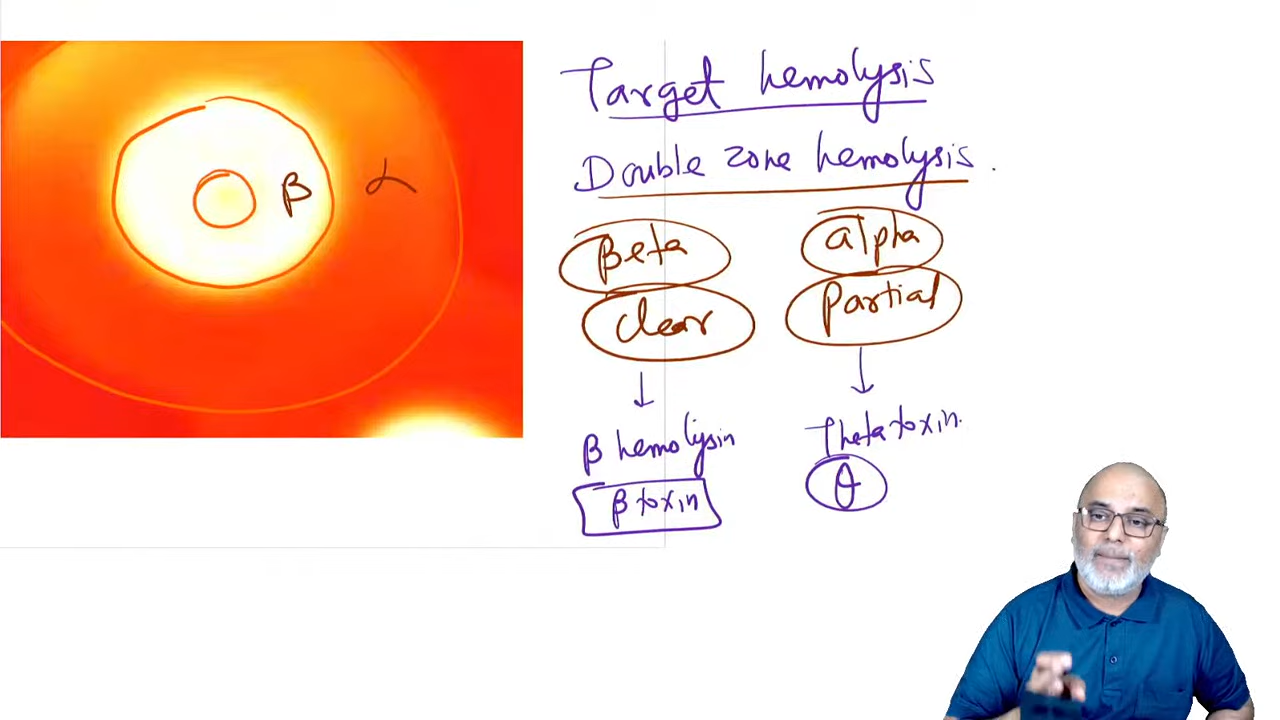 Target hemolysis
Double zone hemolysis.
β α
Beta alpha
clear Partial
β hemolysin Theta toxin.
β toxin θ